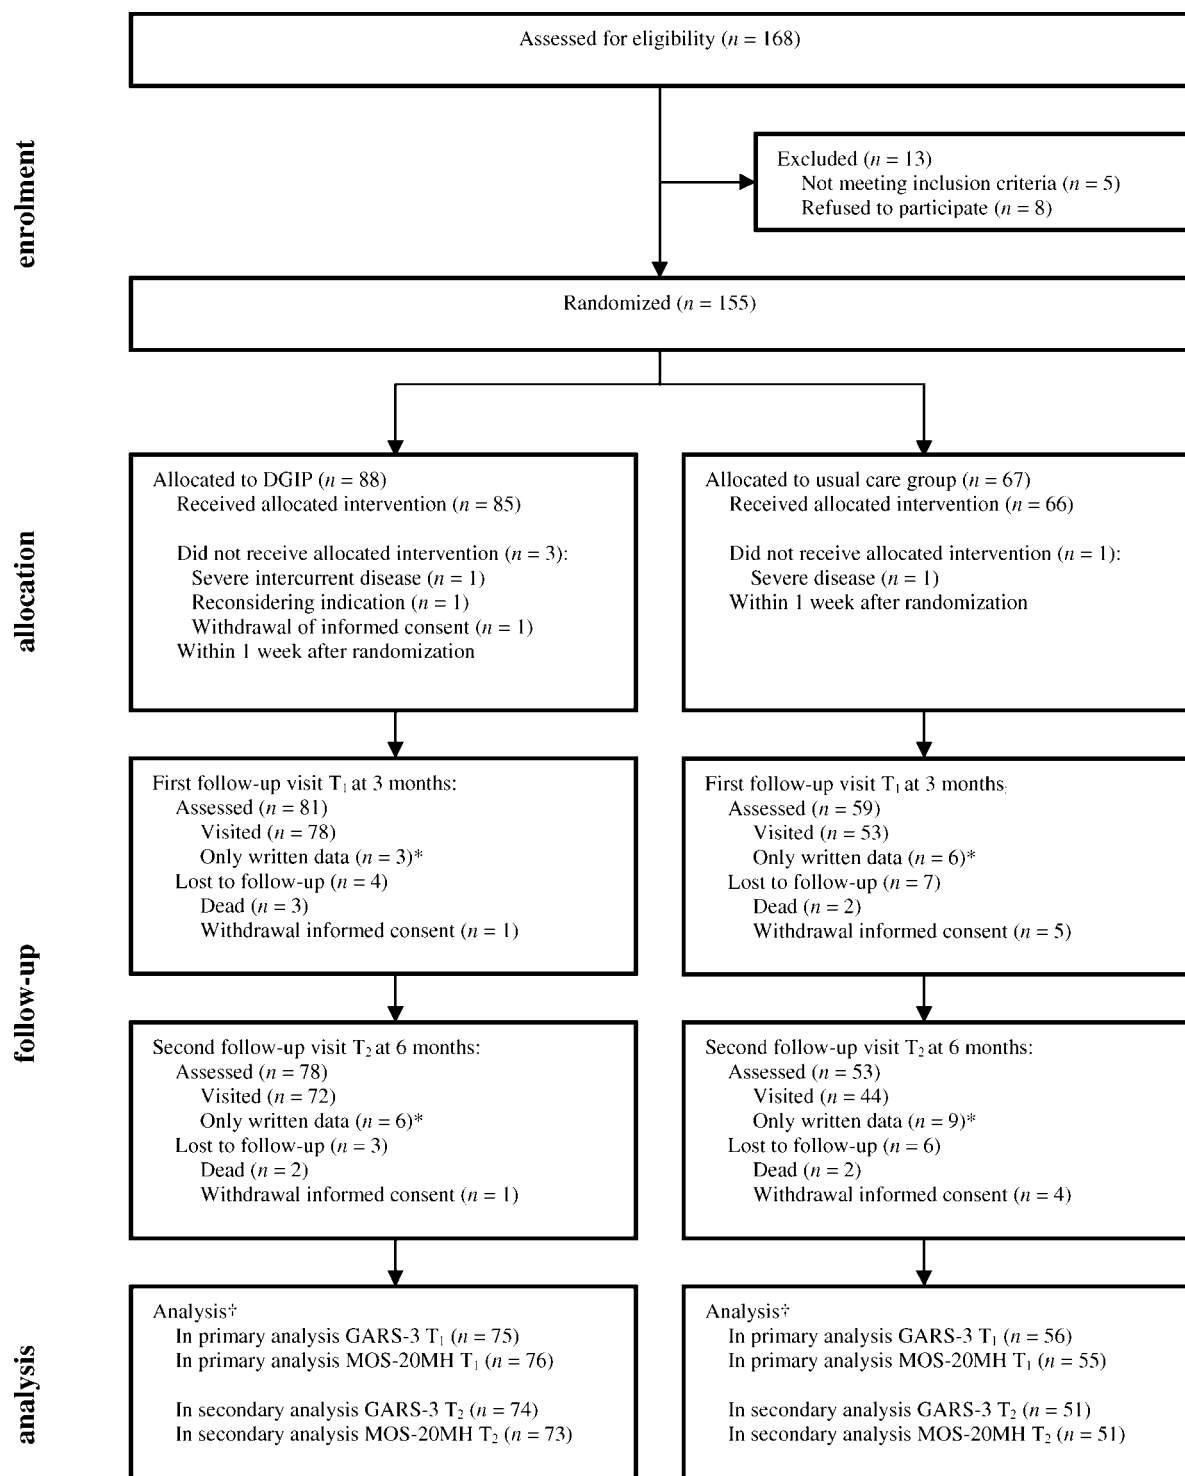 Assessed for eligibility (n = 168)
enrolment
Excluded (n = 13)
Not meeting inclusion criteria (n = 5)
Refused to participate (n = 8)
Randomized (n = 155)
allocation
Allocated to DGIP (n = 88)
Received allocated intervention (n = 85)
Did not receive allocated intervention (n = 3):
Severe intercurrent disease (n = 1)
Reconsidering indication (n = 1)
Withdrawal of informed consent (n = 1)
Within 1 week after randomization
Allocated to usual care group (n = 67)
Received allocated intervention (n = 66)
Did not receive allocated intervention (n = 1):
Severe disease (n = 1)
Within 1 week after randomization
follow-up
First follow-up visit T₁ at 3 months:
Assessed (n = 81)
Visited (n = 78)
Only written data (n = 3)*
Lost to follow-up (n = 4)
Dead (n = 3)
Withdrawal informed consent (n = 1)
First follow-up visit T₁ at 3 months:
Assessed (n = 59)
Visited (n = 53)
Only written data (n = 6)*
Lost to follow-up (n = 7)
Dead (n = 2)
Withdrawal informed consent (n = 5)
Second follow-up visit T₂ at 6 months:
Assessed (n = 78)
Visited (n = 72)
Only written data (n = 6)*
Lost to follow-up (n = 3)
Dead (n = 2)
Withdrawal informed consent (n = 1)
Second follow-up visit T₂ at 6 months:
Assessed (n = 53)
Visited (n = 44)
Only written data (n = 9)*
Lost to follow-up (n = 6)
Dead (n = 2)
Withdrawal informed consent (n = 4)
analysis
Analysis†
In primary analysis GARS-3 T₁ (n = 75)
In primary analysis MOS-20MH T₁ (n = 76)
In secondary analysis GARS-3 T₂ (n = 74)
In secondary analysis MOS-20MH T₂ (n = 73)
Analysis†
In primary analysis GARS-3 T₁ (n = 56)
In primary analysis MOS-20MH T₁ (n = 55)
In secondary analysis GARS-3 T₂ (n = 51)
In secondary analysis MOS-20MH T₂ (n = 51)